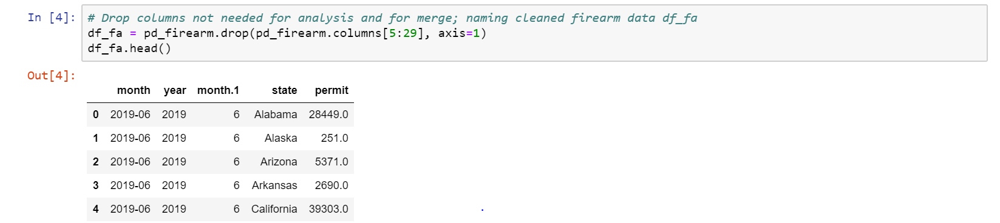 In [4]: # Drop columns not needed for analysis and for merge; naming cleaned firearm data df_fa
df_fa = pd_firearm.drop(pd_firearm.columns[5:29], axis=1)
df_fa.head()
Out[4]:
month year month.1 state permit
0 2019-06 2019 6 Alabama 28449.0
1 2019-06 2019 6 Alaska 251.0
2 2019-06 2019 6 Arizona 5371.0
3 2019-06 2019 6 Arkansas 2690.0
4 2019-06 2019 6 California 39303.0